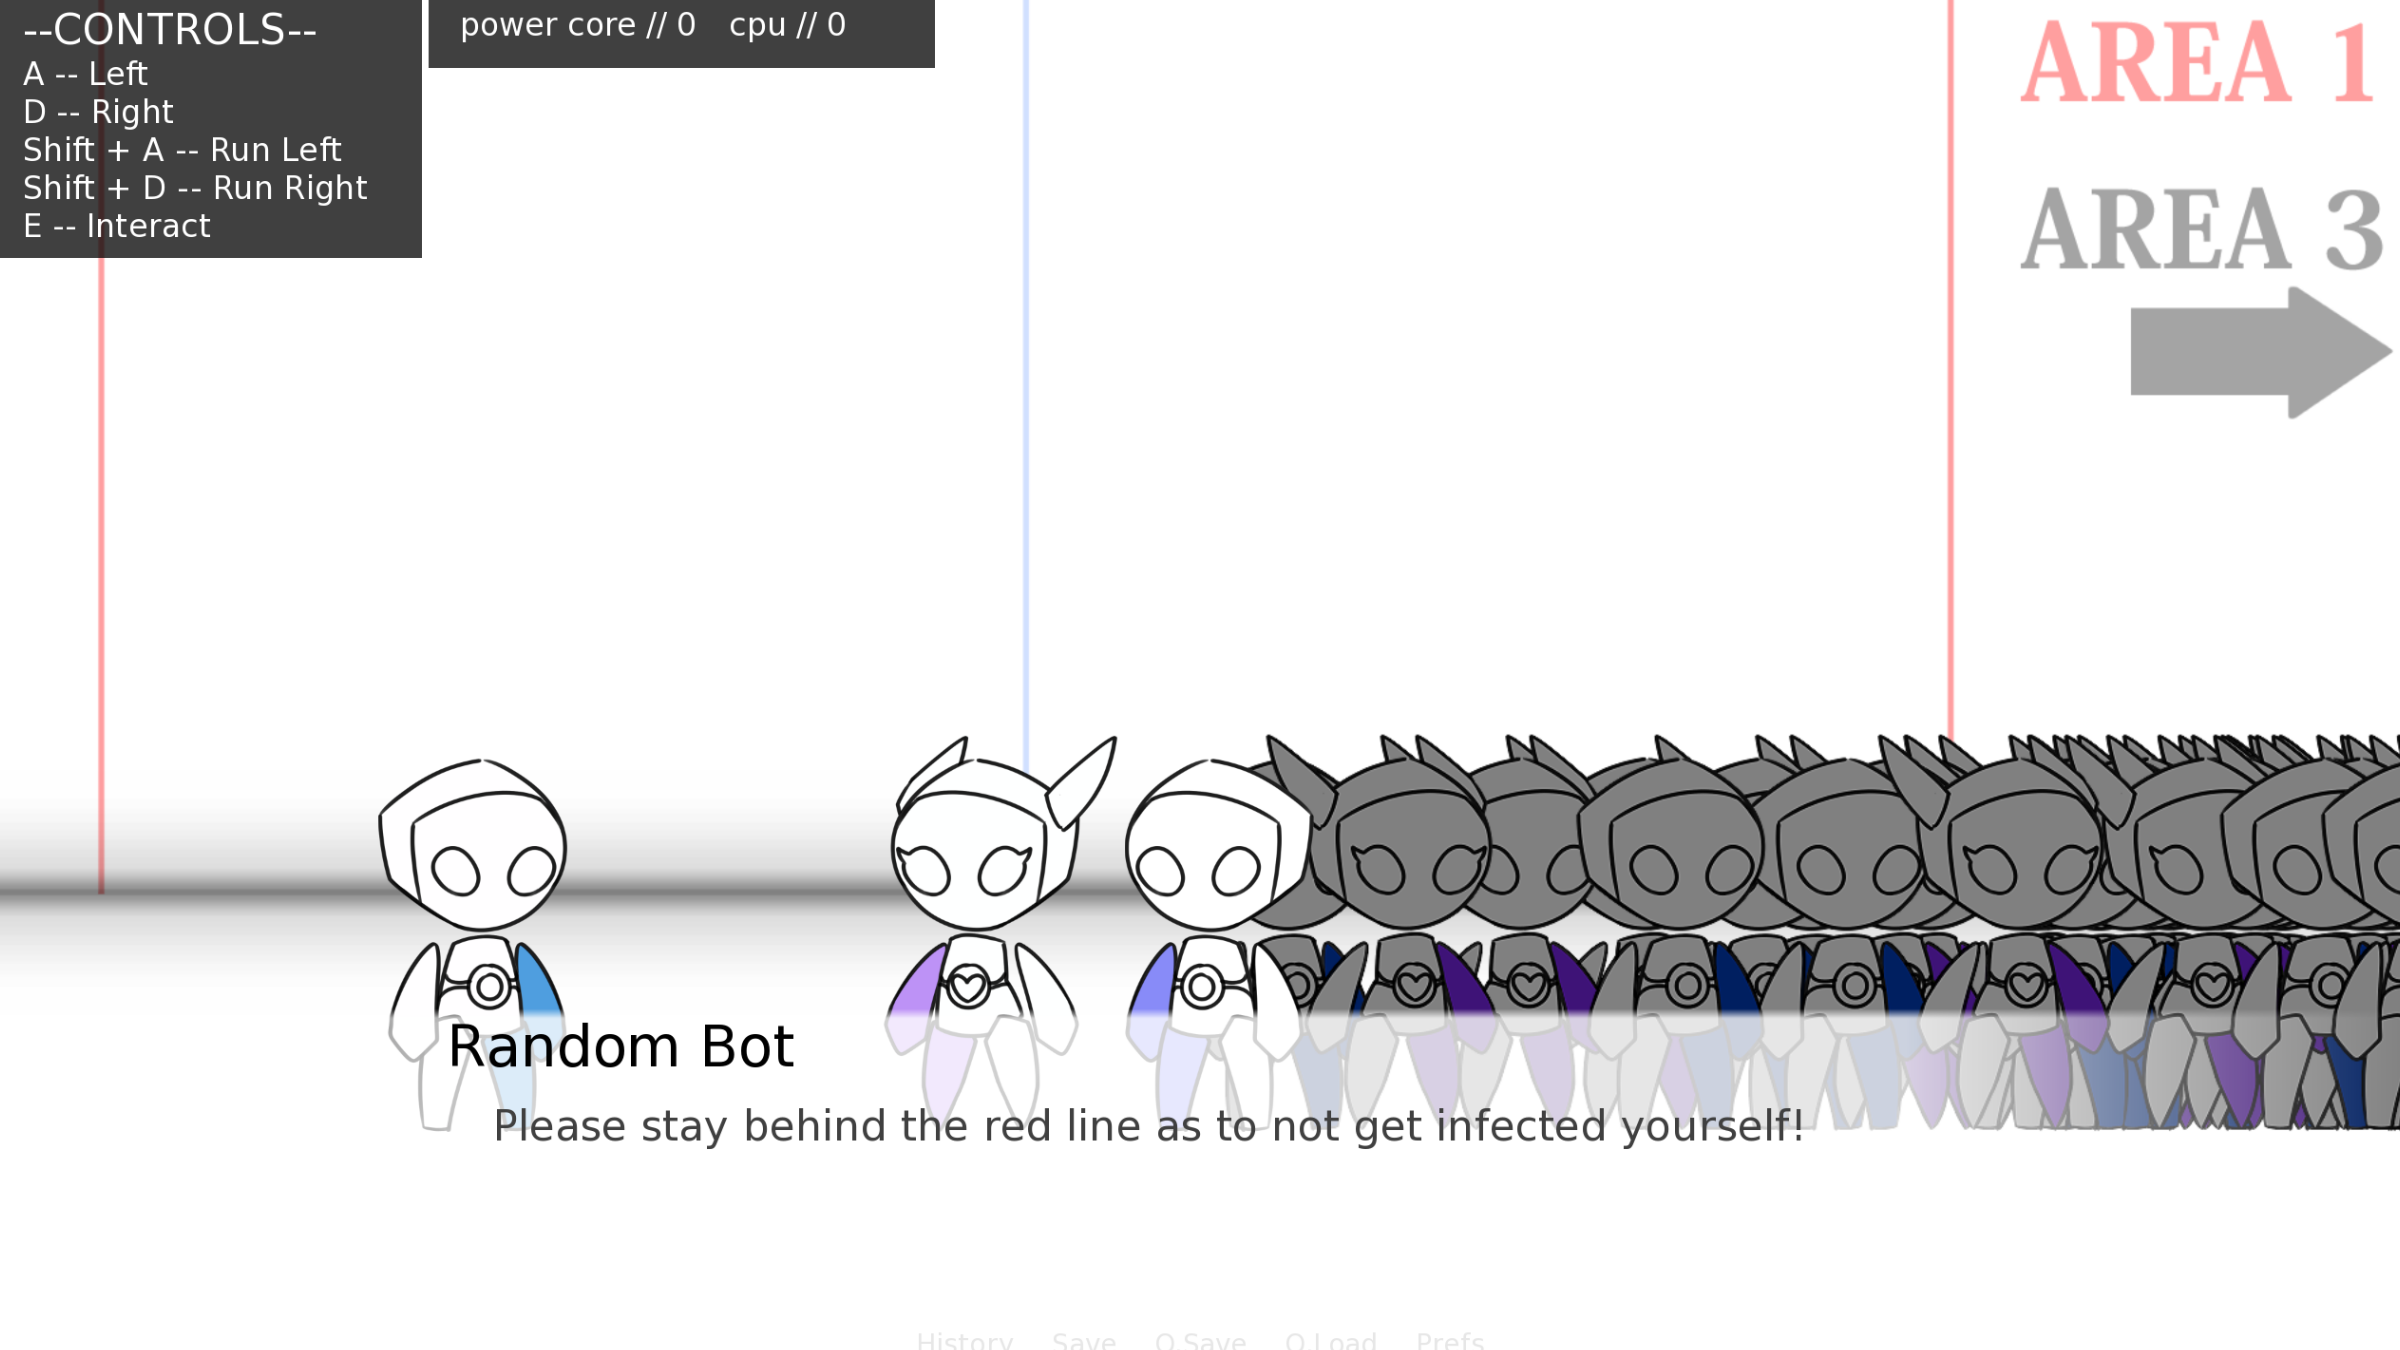 --CONTROLS--
A -- Left
D -- Right
Shift + A -- Run Left
Shift + D -- Run Right
E -- Interact
power core // 0 cpu // 0
AREA 1
AREA 3
Random Bot
Please stay behind the red line as to not get infected yourself!
History Save Q.Save Q.Load Prefs